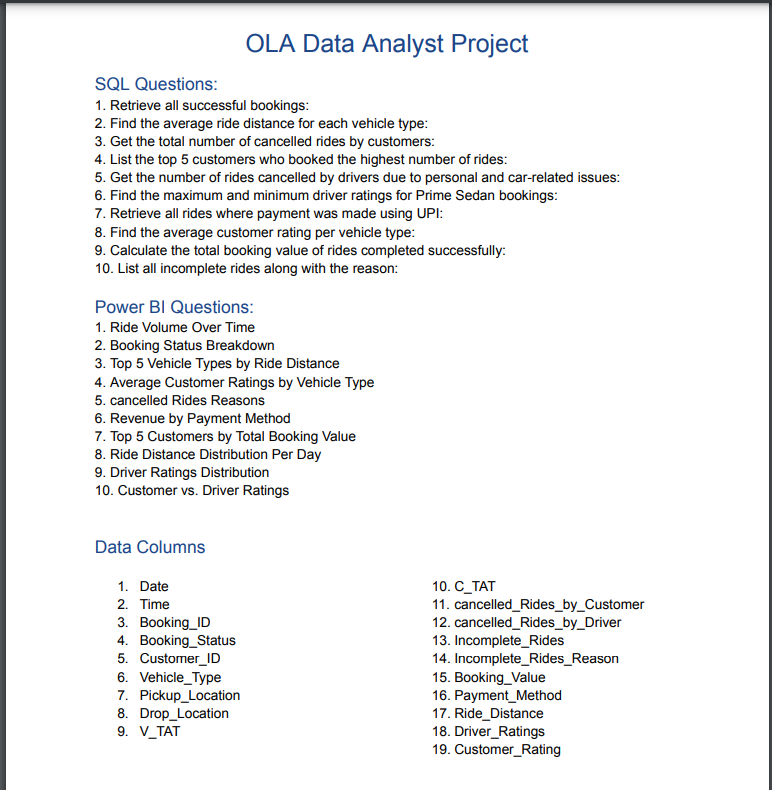 OLA Data Analyst Project
SQL Questions:
1. Retrieve all successful bookings:
2. Find the average ride distance for each vehicle type:
3. Get the total number of cancelled rides by customers:
4. List the top 5 customers who booked the highest number of rides:
5. Get the number of rides cancelled by drivers due to personal and car-related issues:
6. Find the maximum and minimum driver ratings for Prime Sedan bookings:
7. Retrieve all rides where payment was made using UPI:
8. Find the average customer rating per vehicle type:
9. Calculate the total booking value of rides completed successfully:
10. List all incomplete rides along with the reason:
Power BI Questions:
1. Ride Volume Over Time
2. Booking Status Breakdown
3. Top 5 Vehicle Types by Ride Distance
4. Average Customer Ratings by Vehicle Type
5. cancelled Rides Reasons
6. Revenue by Payment Method
7. Top 5 Customers by Total Booking Value
8. Ride Distance Distribution Per Day
9. Driver Ratings Distribution
10. Customer vs. Driver Ratings
Data Columns
1. Date
2. Time
3. Booking_ID
4. Booking_Status
5. Customer_ID
6. Vehicle_Type
7. Pickup_Location
8. Drop_Location
9. V_TAT
10. C_TAT
11. cancelled_Rides_by_Customer
12. cancelled_Rides_by_Driver
13. Incomplete_Rides
14. Incomplete_Rides_Reason
15. Booking_Value
16. Payment_Method
17. Ride_Distance
18. Driver_Ratings
19. Customer_Rating